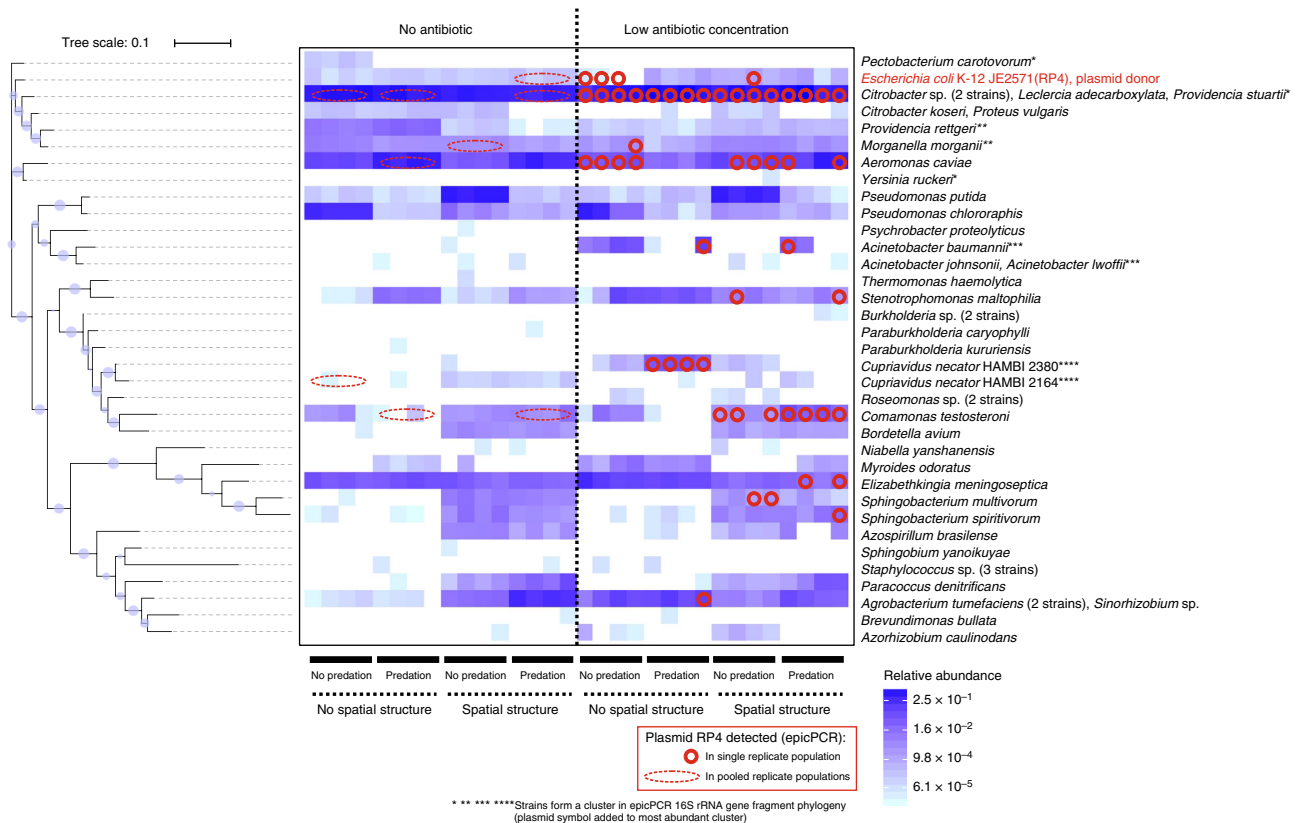 No antibiotic
Low antibiotic concentration
Tree scale: 0.1
Pectobacterium carotovorum*
Escherichia coli K-12 JE2571(RP4), plasmid donor
Citrobacter sp. (2 strains), Leclercia adecarboxylata, Providencia stuartii*
Citrobacter koseri, Proteus vulgaris
Providencia rettgeri**
Morganella morganii**
Aeromonas caviae
Yersinia ruckeri*
Pseudomonas putida
Pseudomonas chlororaphis
Psychrobacter proteolyticus
Acinetobacter baumannii***
Acinetobacter johnsonii, Acinetobacter lwoffii***
Thermomonas haemolytica
Stenotrophomonas maltophilia
Burkholderia sp. (2 strains)
Paraburkholderia caryophylli
Paraburkholderia kururiensis
Cupriavidus necator HAMBI 2380****
Cupriavidus necator HAMBI 2164****
Roseomonas sp. (2 strains)
Comamonas testosteroni
Bordetella avium
Niabella yanshanensis
Myroides odoratus
Elizabethkingia meningoseptica
Sphingobacterium multivorum
Sphingobacterium spiritivorum
Azospirillum brasilense
Sphingobium yanoikuyae
Staphylococcus sp. (3 strains)
Paracoccus denitrificans
Agrobacterium tumefaciens (2 strains), Sinorhizobium sp.
Brevundimonas bullata
Azorhizobium caulinodans
No predation Predation No predation Predation No predation Predation No predation Predation
No spatial structure Spatial structure No spatial structure Spatial structure
Relative abundance
2.5 × 10⁻¹
1.6 × 10⁻²
9.8 × 10⁻⁴
6.1 × 10⁻⁵
Plasmid RP4 detected (epicPCR):
In single replicate population
In pooled replicate populations
* ** *** ****Strains form a cluster in epicPCR 16S rRNA gene fragment phylogeny
(plasmid symbol added to most abundant cluster)